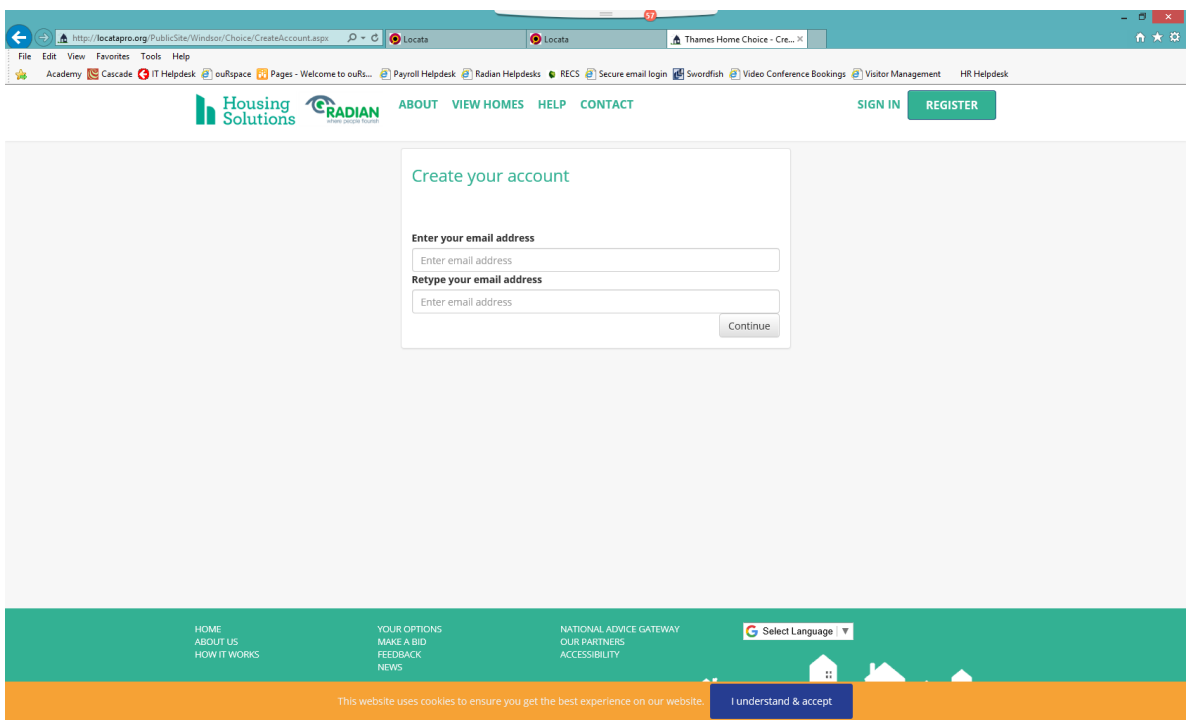 57
http://locatapro.org/PublicSite/Windsor/Choice/CreateAccount.aspx
Locata
Locata
Thames Home Choice - Cre...
File Edit View Favorites Tools Help
Academy Cascade IT Helpdesk ouRspace Pages - Welcome to ouRs... Payroll Helpdesk Radian Helpdesks RECS Secure email login Swordfish Video Conference Bookings Visitor Management HR Helpdesk
Housing
Solutions
RADIAN
where people flourish
ABOUT VIEW HOMES HELP CONTACT
SIGN IN REGISTER
Create your account
Enter your email address
Enter email address
Retype your email address
Enter email address
Continue
HOME
ABOUT US
HOW IT WORKS
YOUR OPTIONS
MAKE A BID
FEEDBACK
NEWS
NATIONAL ADVICE GATEWAY
OUR PARTNERS
ACCESSIBILITY
G Select Language ▼
This website uses cookies to ensure you get the best experience on our website.
I understand & accept